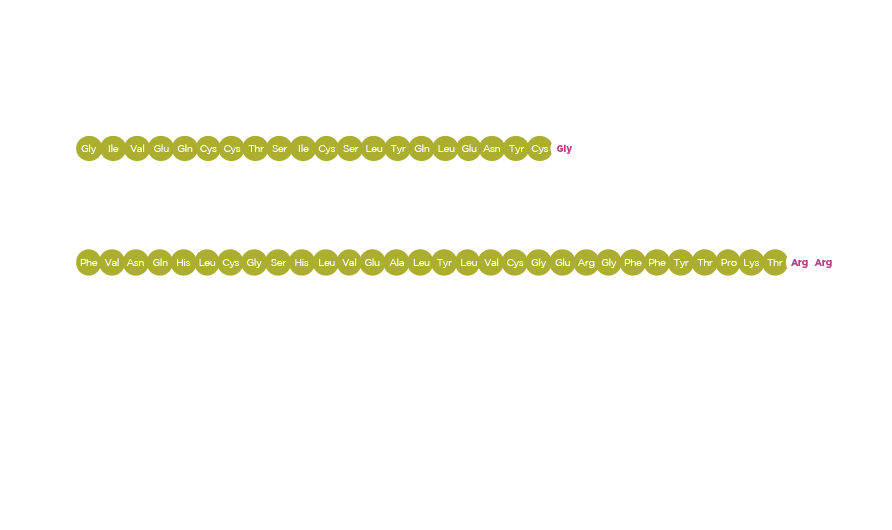 Gly Ile Val Glu Gln Cys Cys Thr Ser Ile Cys Ser Leu Tyr Gln Leu Glu Asn Tyr Cys Gly
Phe Val Asn Gln His Leu Cys Gly Ser His Leu Val Glu Ala Leu Tyr Leu Val Cys Gly Glu Arg Gly Phe Phe Tyr Thr Pro Lys Thr Arg Arg